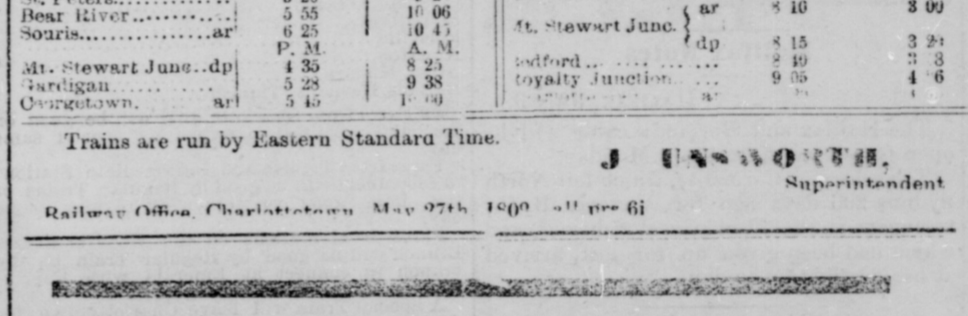 Bear River 5 55 10 06
Souris ar 6 25 10 45
P. M. A. M.
Mt. Stewart Junc..dp 4 35 8 25
Cardigan 5 28 9 38
Georgetown. ar 5 45
ar 8 10 3 00
Mt. Stewart Junc.
dp 8 15
Bedford
Royalty Junction 9 05
Trains are run by Eastern Standard Time.
J. UNSWORTH,
Superintendent
Railway Office, Charlottetown May 27th,